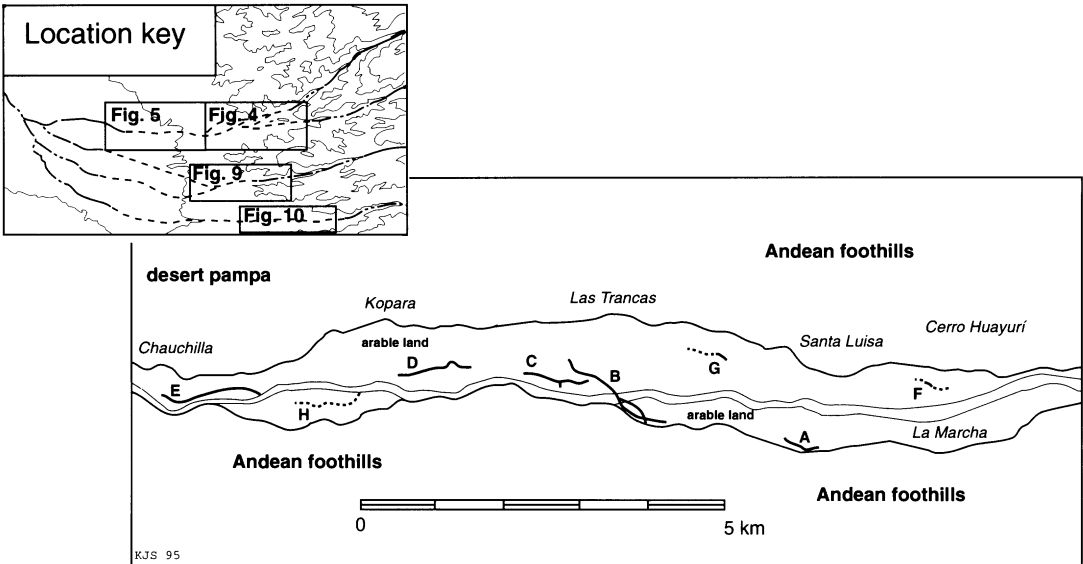 Location key
Fig. 5
Fig. 4
Fig. 9
Fig. 10
Andean foothills
desert pampa
Kopara
Las Trancas
Cerro Huayurí
Santa Luisa
Chauchilla
arable land
D
C
G
B
E
F
H
arable land
A
La Marcha
Andean foothills
Andean foothills
0
5 km
KJS 95